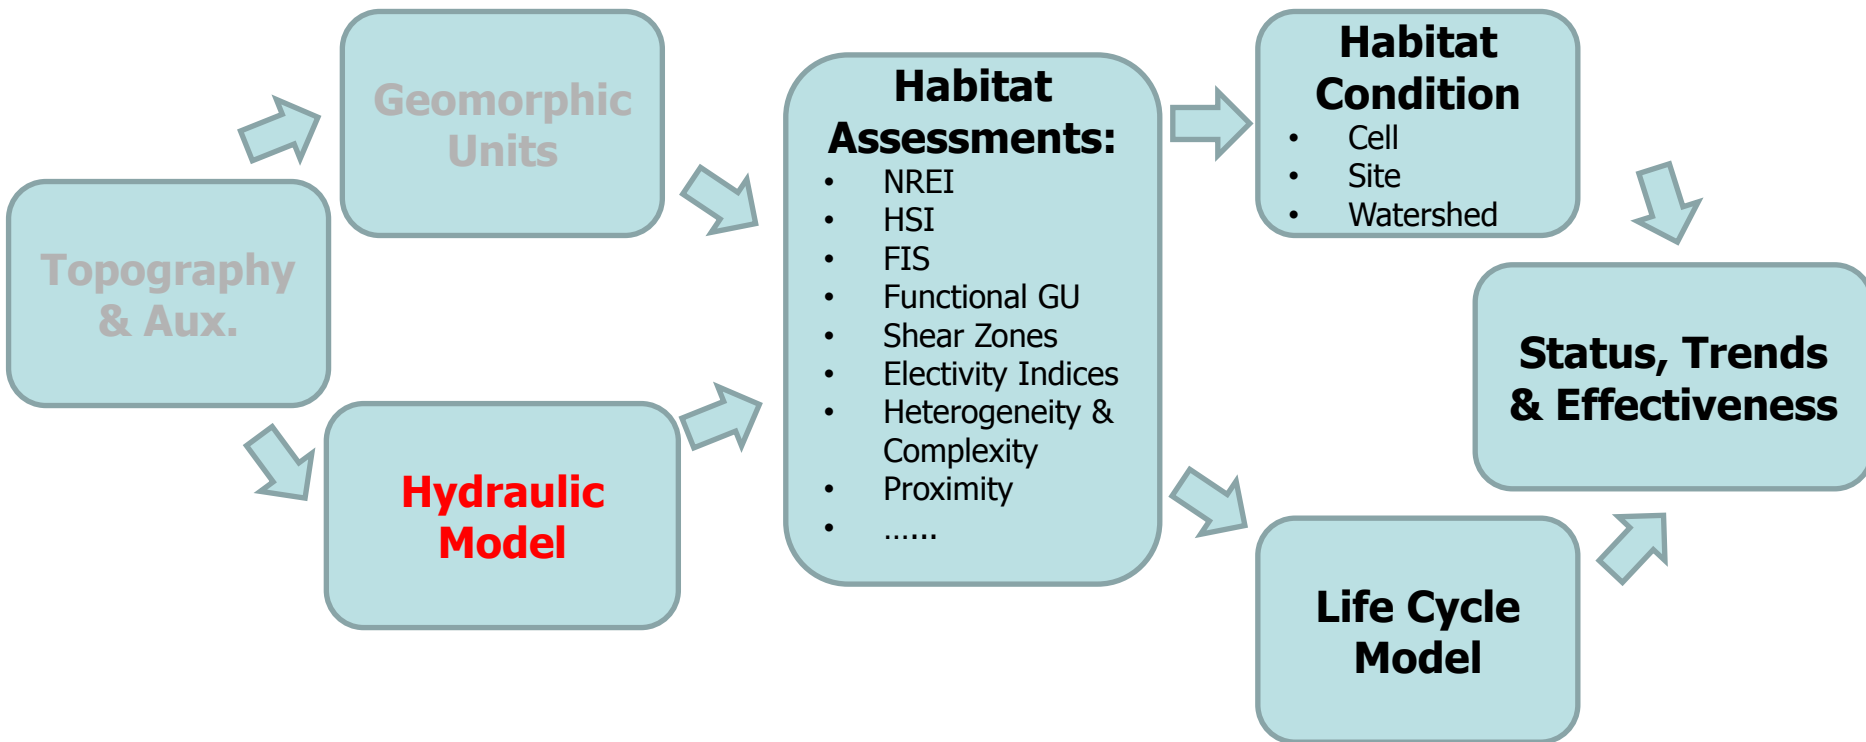 Topography
& Aux.
Geomorphic
Units
Hydraulic
Model
Habitat
Assessments:
• NREI
• HSI
• FIS
• Functional GU
• Shear Zones
• Electivity Indices
• Heterogeneity &
Complexity
• Proximity
• ......
Habitat
Condition
• Cell
• Site
• Watershed
Life Cycle
Model
Status, Trends
& Effectiveness